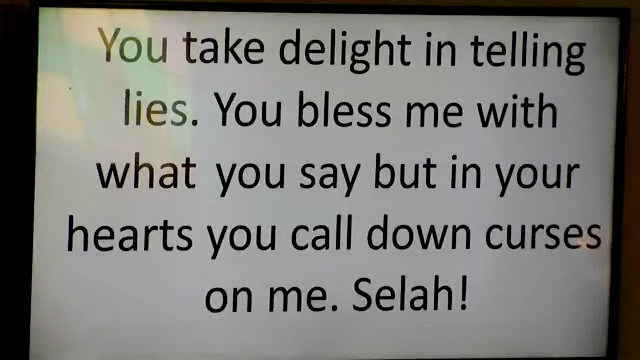 You take delight in telling
lies. You bless me with
what you say but in your
hearts you call down curses
on me. Selah!